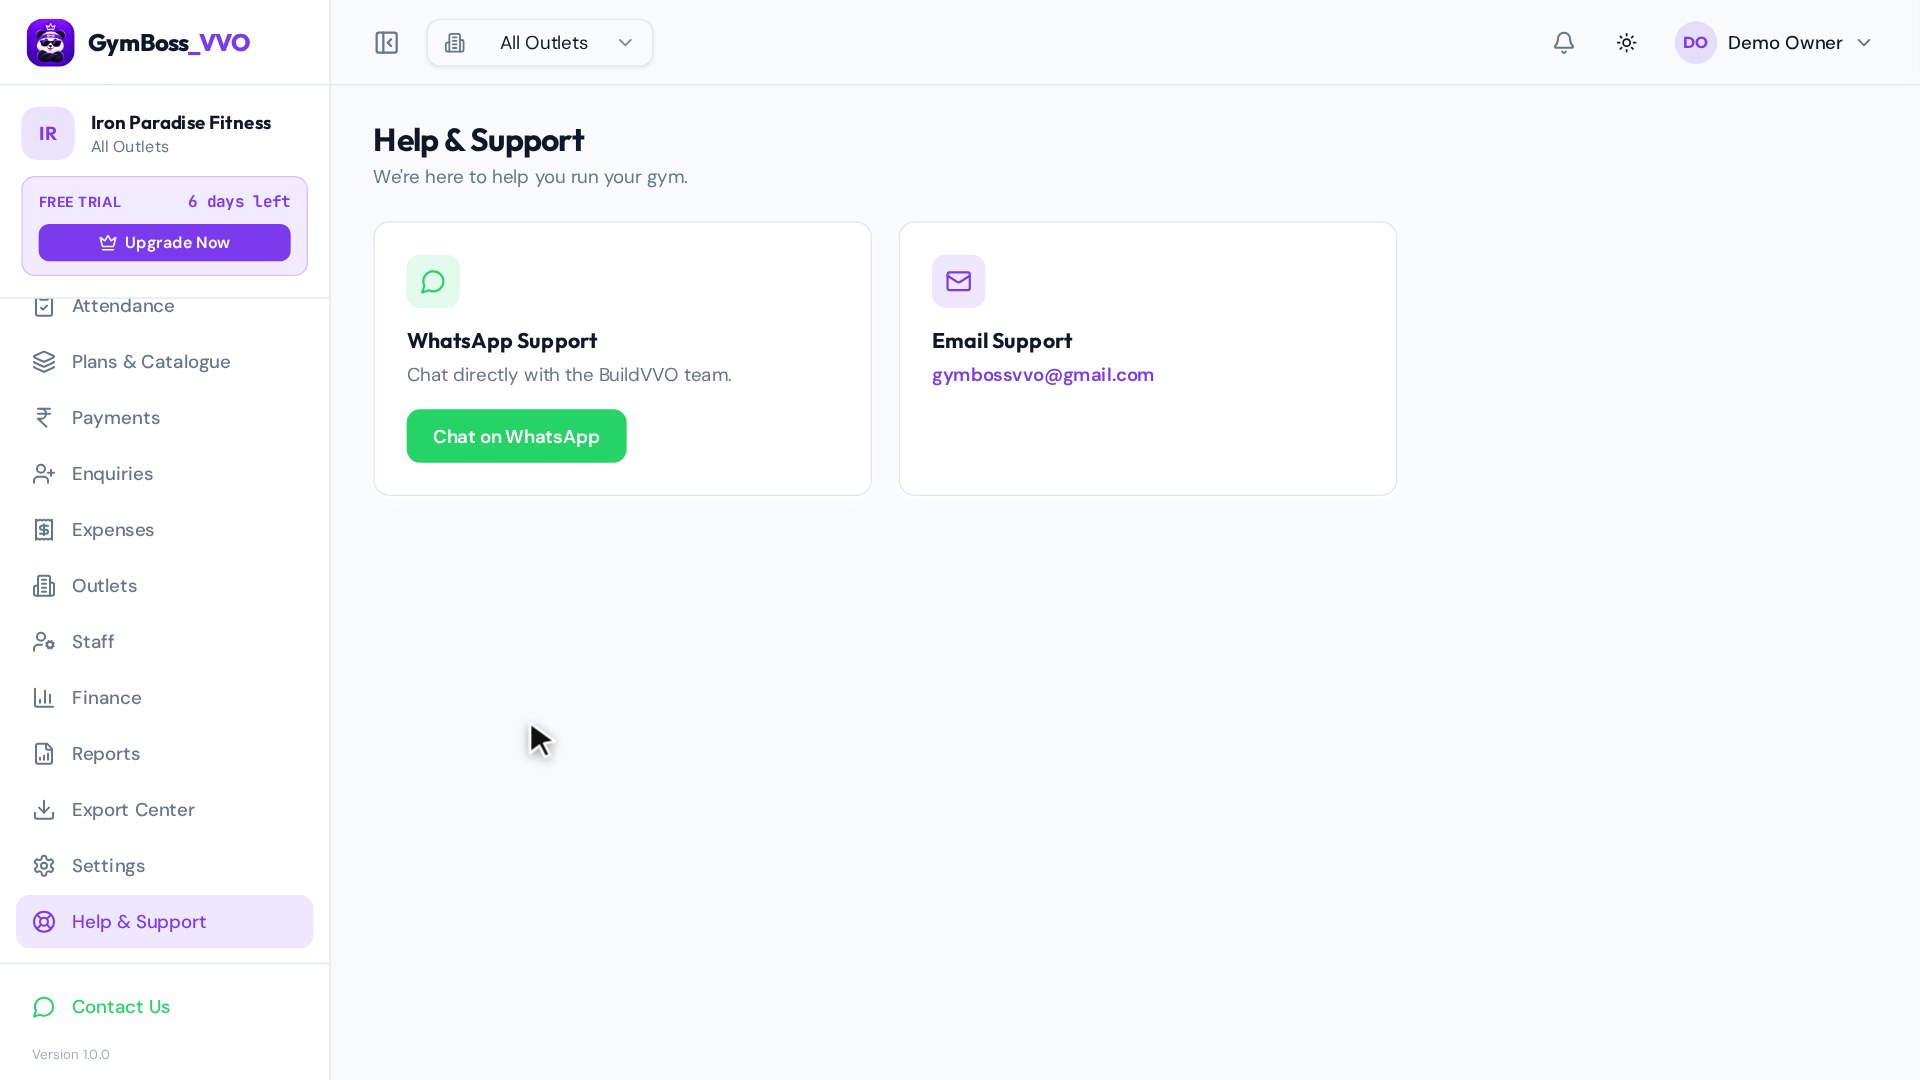 GymBoss_VVO
All Outlets
DO
Demo Owner
IR
Iron Paradise Fitness
All Outlets
FREE TRIAL
6 days left
Upgrade Now
Attendance
Plans & Catalogue
Payments
Enquiries
Expenses
Outlets
Staff
Finance
Reports
Export Center
Settings
Help & Support
Contact Us
Version 1.0.0
Help & Support
We're here to help you run your gym.
WhatsApp Support
Chat directly with the BuildVVO team.
Chat on WhatsApp
Email Support
gymbossvvo@gmail.com